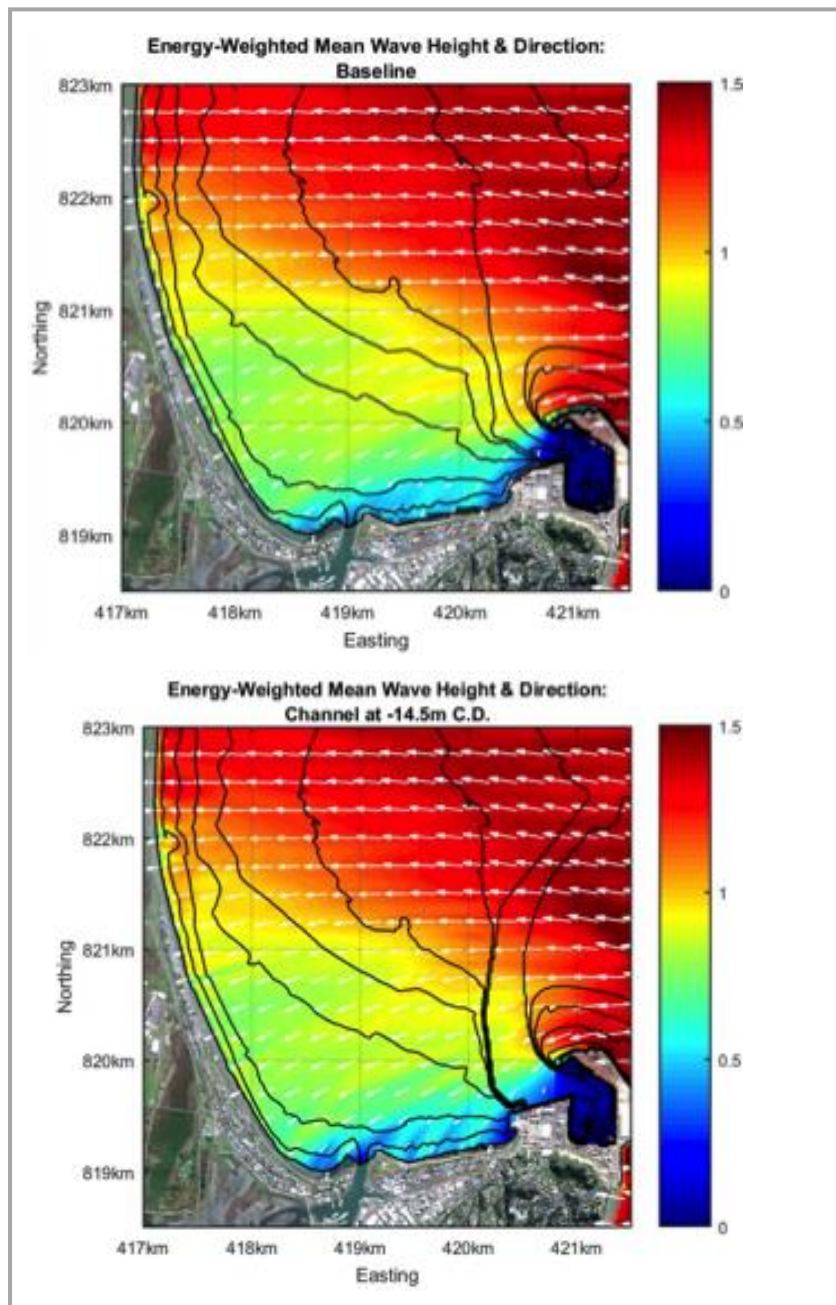 Energy-Weighted Mean Wave Height & Direction:
Baseline
823km
822km
821km
820km
819km
Northing
417km 418km 419km 420km 421km
Easting
1.5
1
0.5
0
Energy-Weighted Mean Wave Height & Direction:
Channel at -14.5m C.D.
823km
822km
821km
820km
819km
Northing
417km 418km 419km 420km 421km
Easting
1.5
1
0.5
0